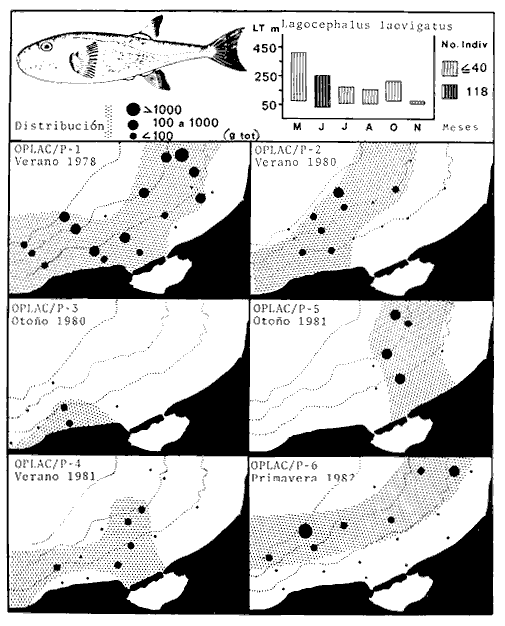 LT m
Lagocephalus laevigatus
450
250
50
M J J A O N
Meses
No. Indiv
≤40
118
Distribución
>1000
100 a 1000
<100
(g tot)
OPLAC/P-1
Verano 1978
OPLAC/P-2
Verano 1980
OPLAC/P-3
Otoño 1980
OPLAC/P-5
Otoño 1981
OPLAC/P-4
Verano 1981
OPLAC/P-6
Primavera 1982